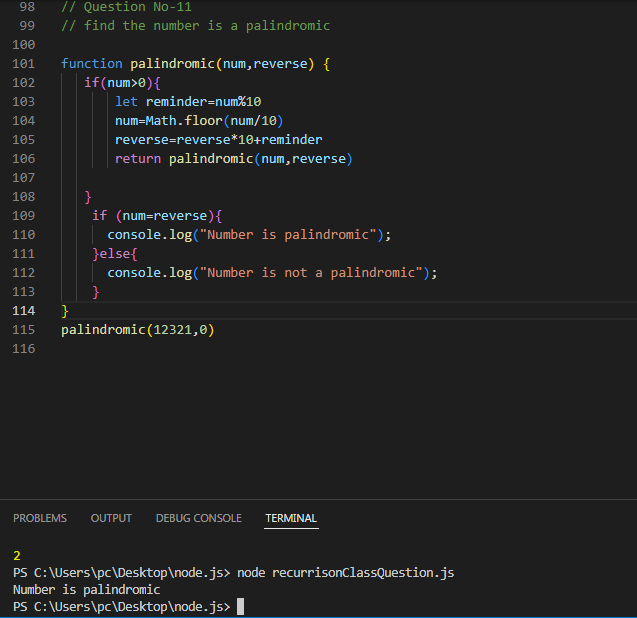 98 // Question No-11
99 // find the number is a palindromic
100
101 function palindromic(num,reverse) {
102 if(num>0){
103 let reminder=num%10
104 num=Math.floor(num/10)
105 reverse=reverse*10+reminder
106 return palindromic(num,reverse)
107
108 }
109 if (num=reverse){
110 console.log("Number is palindromic");
111 }else{
112 console.log("Number is not a palindromic");
113 }
114 }
115 palindromic(12321,0)
116
PROBLEMS OUTPUT DEBUG CONSOLE TERMINAL
2
PS C:\Users\pc\Desktop\node.js> node recurrisonClassQuestion.js
Number is palindromic
PS C:\Users\pc\Desktop\node.js>